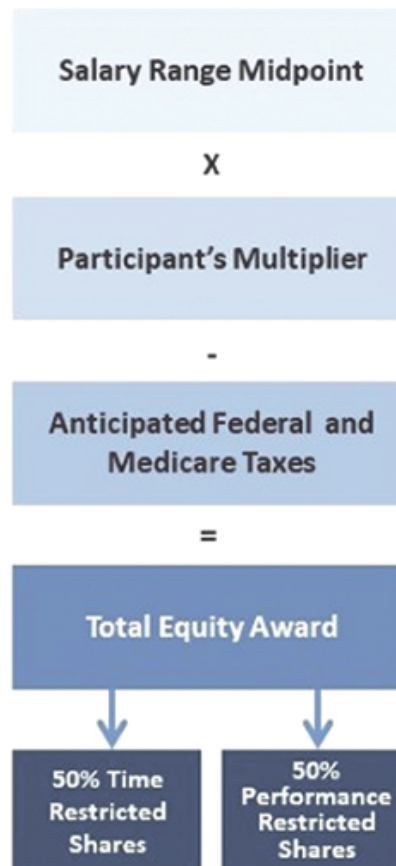 Salary Range Midpoint
X
Participant's Multiplier
-
Anticipated Federal and
Medicare Taxes
=
Total Equity Award
50% Time
Restricted
Shares
50%
Performance
Restricted
Shares